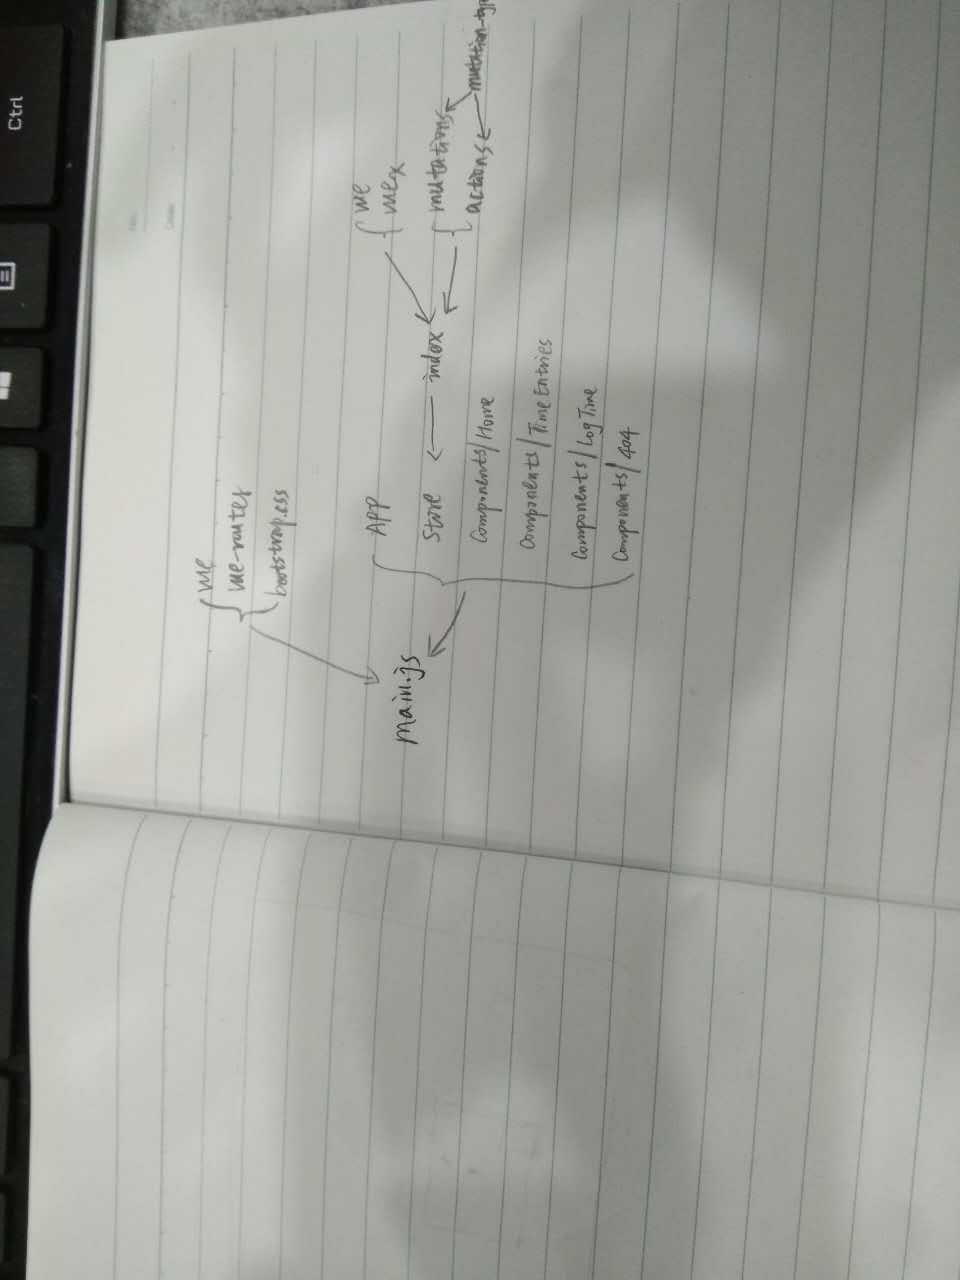 vue
vue-router
bootstrap.css
main.js
App
Store
index
vue
vuex
mutations
actions
mutation-typ
Components/Home
Components/TimeEntries
Components/LogTime
Components/404
Ctrl